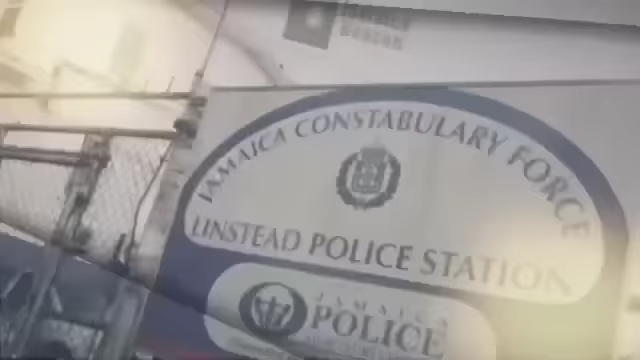 JAMAICA CONSTABULARY FORCE
LINSTEAD POLICE STATION
JAMAICA
POLICE